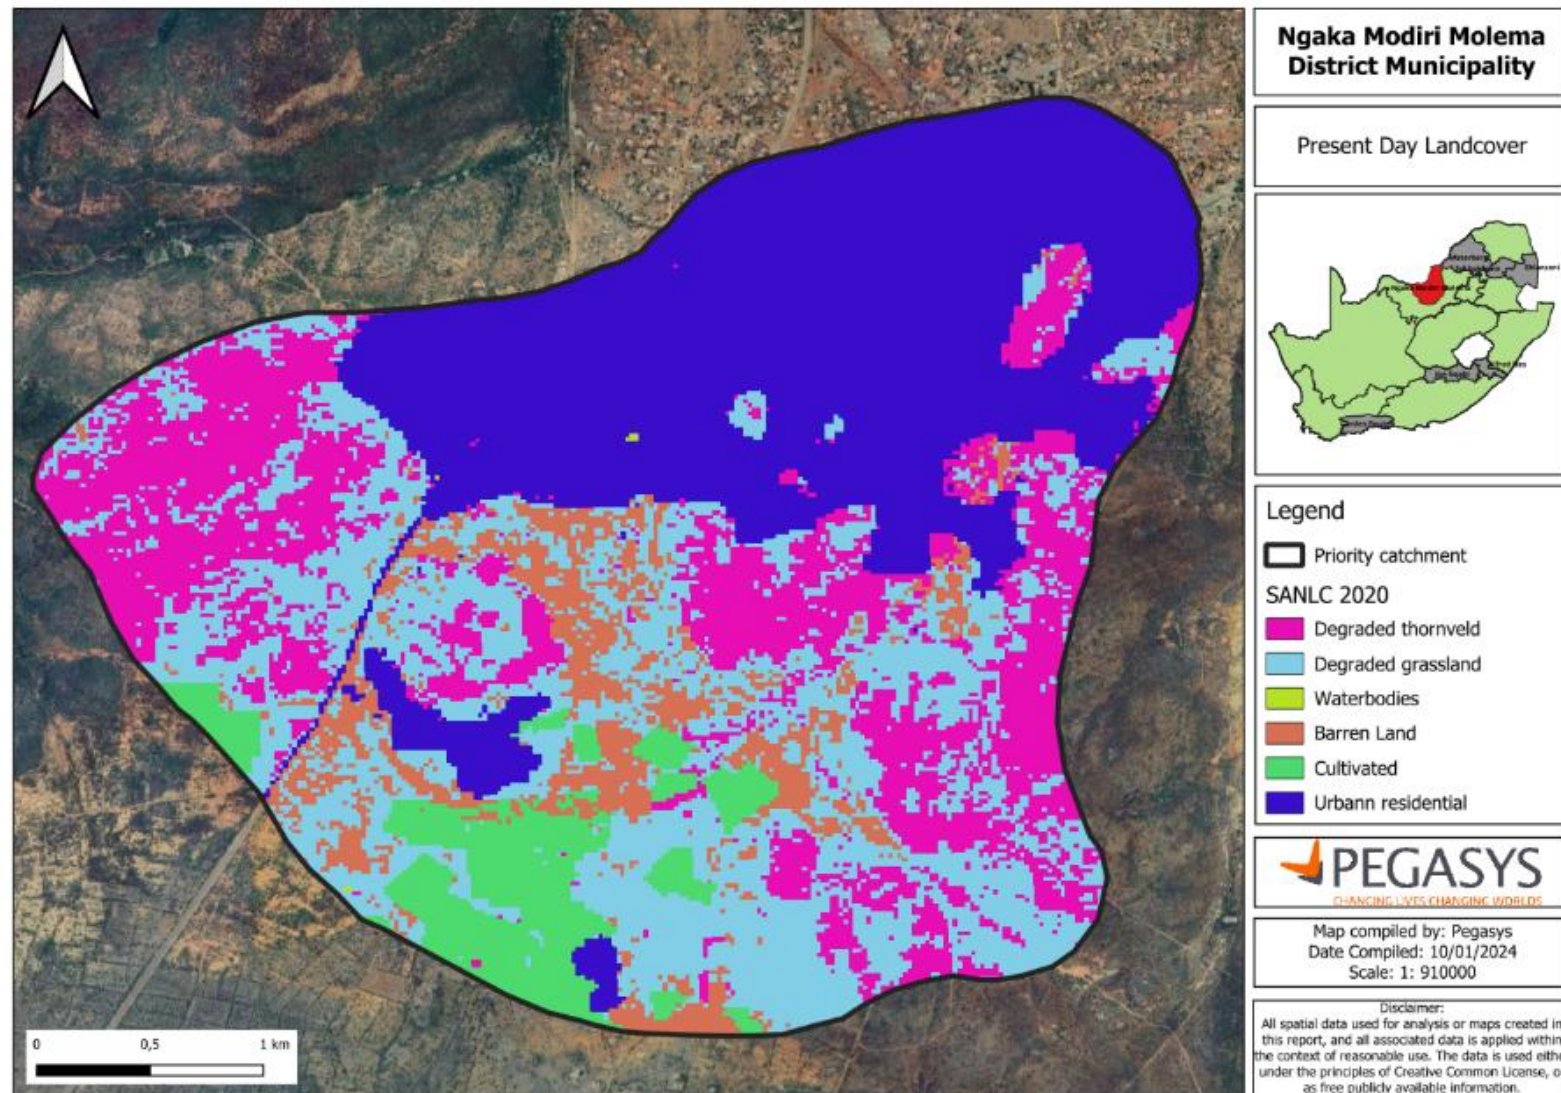 Ngaka Modiri Molema
District Municipality
Present Day Landcover
Legend
Priority catchment
SANLC 2020
Degraded thornveld
Degraded grassland
Waterbodies
Barren Land
Cultivated
Urbann residential
PEGASYS
CHANGING LIVES CHANGING WORLDS
Map compiled by: Pegasys
Date Compiled: 10/01/2024
Scale: 1: 910000
Disclaimer:
All spatial data used for analysis or maps created in
this report, and all associated data is applied within
the context of reasonable use. The data is used eithe
under the principles of Creative Common License, o
as free publicly available information.
0 0,5 1 km